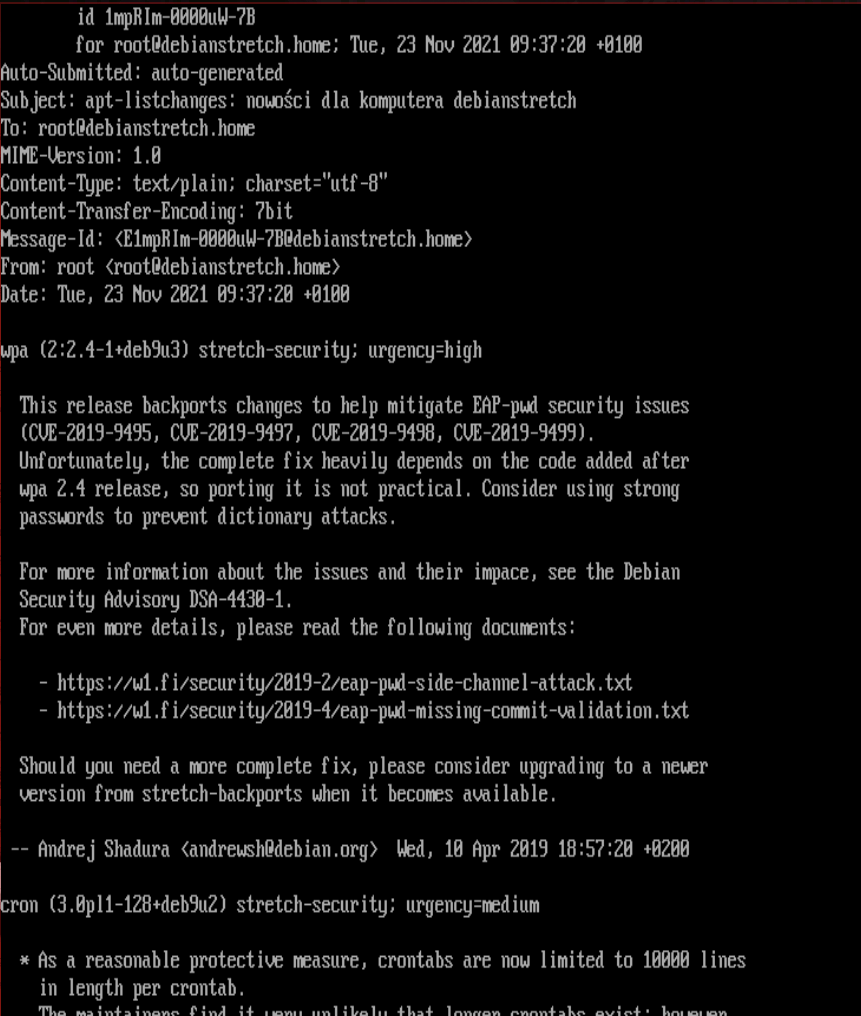 id 1mpRIm-0000uW-7B
for root@debianstretch.home; Tue, 23 Nov 2021 09:37:20 +0100
Auto-Submitted: auto-generated
Subject: apt-listchanges: nowości dla komputera debianstretch
To: root@debianstretch.home
MIME-Version: 1.0
Content-Type: text/plain; charset="utf-8"
Content-Transfer-Encoding: 7bit
Message-Id: <E1mpRIm-0000uW-7B@debianstretch.home>
From: root <root@debianstretch.home>
Date: Tue, 23 Nov 2021 09:37:20 +0100
wpa (2:2.4-1+deb9u3) stretch-security; urgency=high
This release backports changes to help mitigate EAP-pwd security issues
(CVE-2019-9495, CVE-2019-9497, CVE-2019-9498, CVE-2019-9499).
Unfortunately, the complete fix heavily depends on the code added after
wpa 2.4 release, so porting it is not practical. Consider using strong
passwords to prevent dictionary attacks.
For more information about the issues and their impace, see the Debian
Security Advisory DSA-4430-1.
For even more details, please read the following documents:
- https://w1.fi/security/2019-2/eap-pwd-side-channel-attack.txt
- https://w1.fi/security/2019-4/eap-pwd-missing-commit-validation.txt
Should you need a more complete fix, please consider upgrading to a newer
version from stretch-backports when it becomes available.
-- Andrej Shadura <andrewsh@debian.org>  Wed, 10 Apr 2019 18:57:20 +0200
cron (3.0pl1-128+deb9u2) stretch-security; urgency=medium
* As a reasonable protective measure, crontabs are now limited to 10000 lines
in length per crontab.
The maintainers find it very unlikely that longer crontabs exist; however